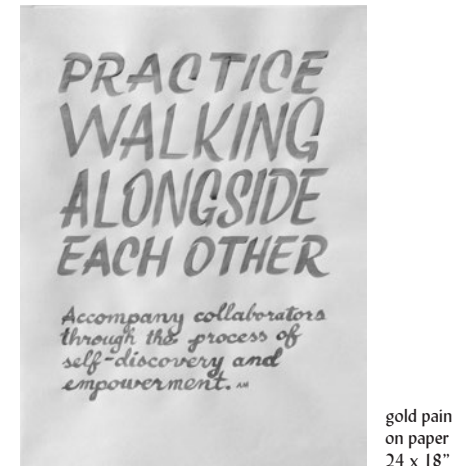 PRACTICE
WALKING
ALONGSIDE
EACH OTHER
Accompany collaborators
through the process of
self-discovery and
empowerment. AM
gold pain
on paper
24 x 18”